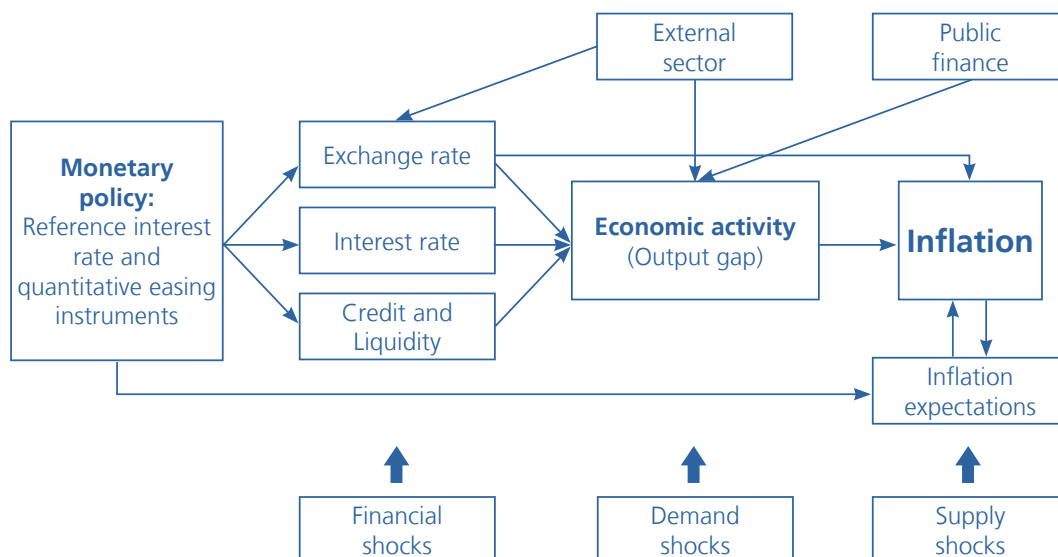 External
sector
Public
finance
Monetary
policy:
Reference interest
rate and
quantitative easing
instruments
Exchange rate
Interest rate
Credit and
Liquidity
Economic activity
(Output gap)
Inflation
Inflation
expectations
Financial
shocks
Demand
shocks
Supply
shocks